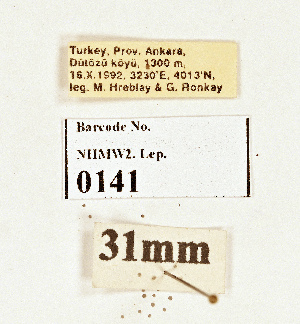 Turkey, Prov. Ankara,
Dütözü köyü, 1300 m,
16.X.1992, 3230'E, 4013'N,
leg. M. Hreblay & G. Ronkay
Barcode No.
NHMW2. Lep.
0141
31mm